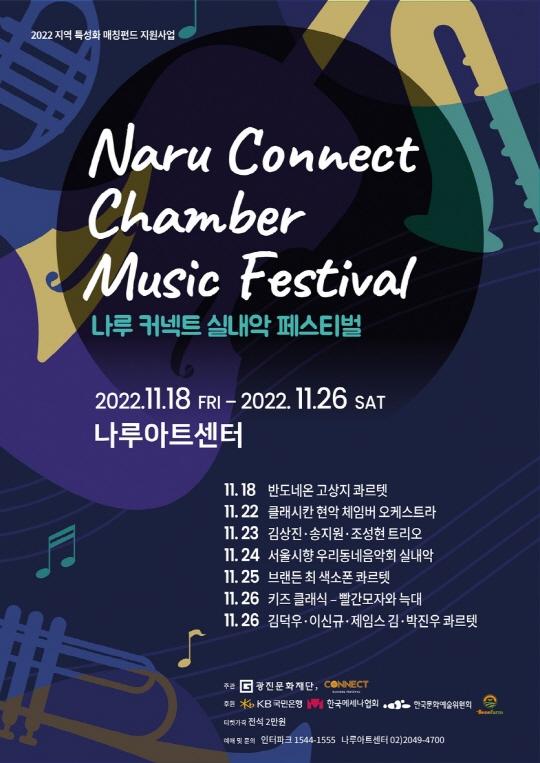 2022 지역 특성화 매칭펀드 지원사업
Naru Connect
Chamber
Music Festival
나루 커넥트 실내악 페스티벌
2022.11.18 FRI – 2022.11.26 SAT
나루아트센터
11.18 반도네온 고상지 콰르텟
11.22 클래시칸 현악 체임버 오케스트라
11.23 김상진·송지원·조성현 트리오
11.24 서울시향 우리동네음악회 실내악
11.25 브랜든 최 색소폰 콰르텟
11.26 키즈 클래식 – 빨간모자와 늑대
11.26 김덕우·이신규·제임스 김·박진우 콰르텟
주관 광진문화재단, CONNECT
후원 KB국민은행 한국메세나협회 한국문화예술위원회 Benefarm
티켓가격 전석 2만원
예매 및 문의 인터파크 1544-1555 나루아트센터 02)2049-4700